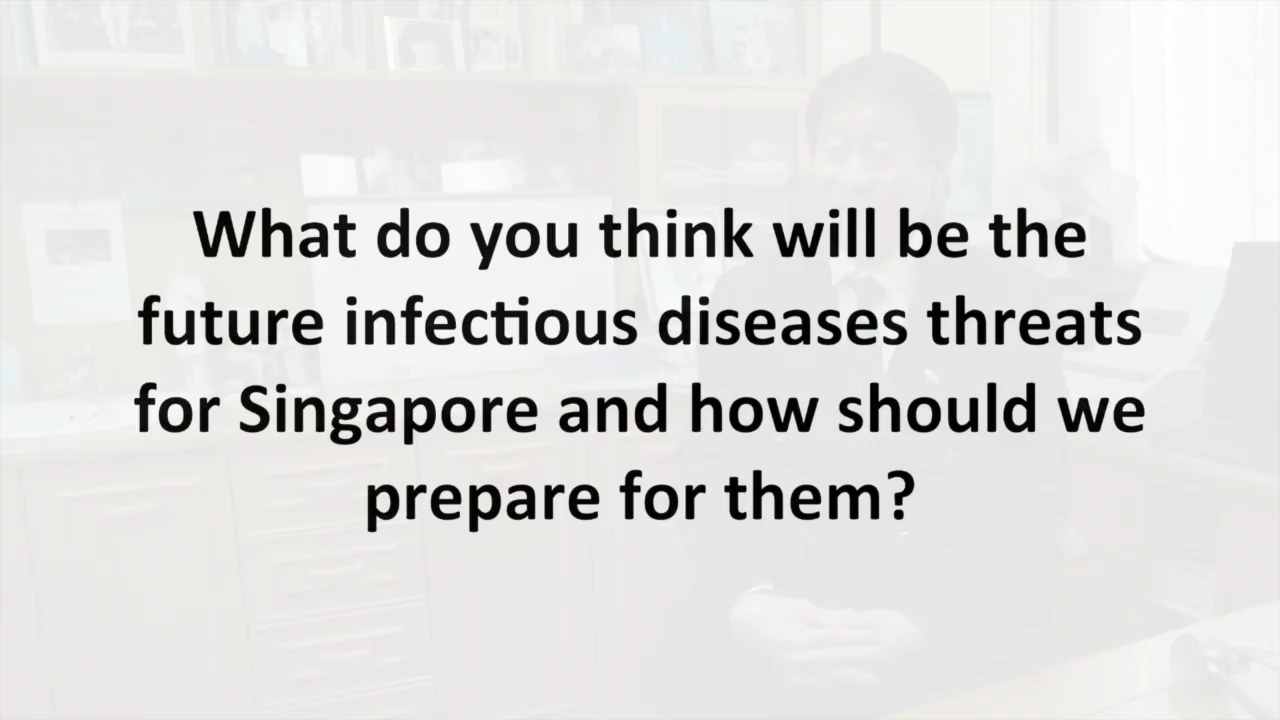 What do you think will be the
future infectious diseases threats
for Singapore and how should we
prepare for them?